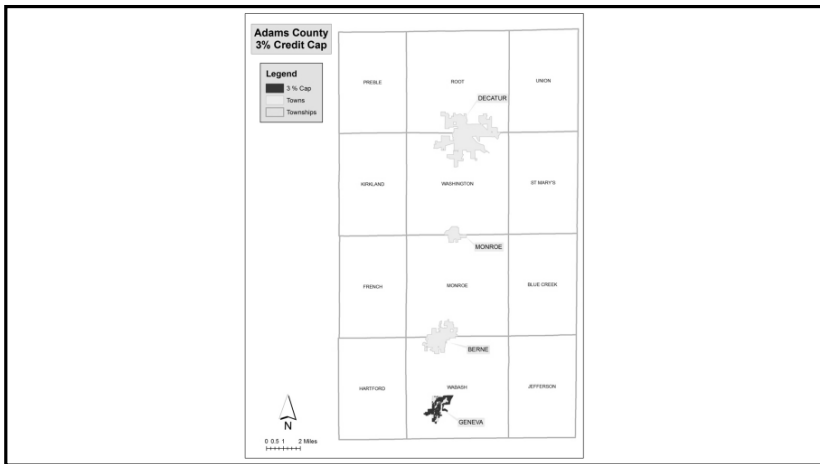 Adams County
3% Credit Cap
Legend
3 % Cap
Towns
Townships
PREBLE
ROOT
UNION
DECATUR
KIRKLAND
WASHINGTON
ST MARY'S
MONROE
FRENCH
MONROE
BLUE CREEK
BERNE
HARTFORD
WABASH
JEFFERSON
GENEVA
N
0 0.5 1 2 Miles